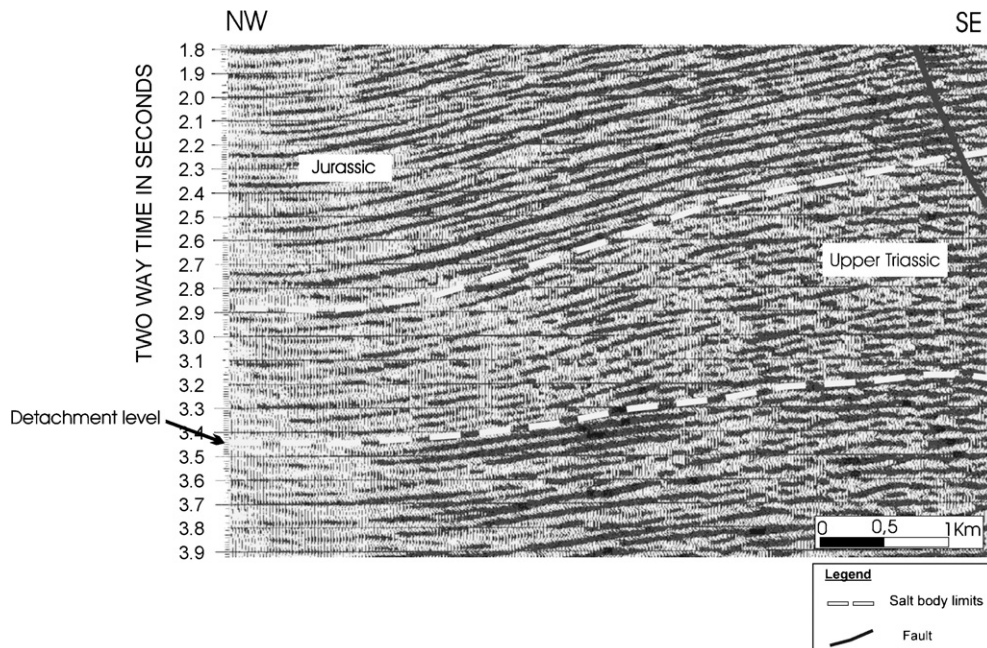 NW
SE
TWO WAY TIME IN SECONDS
1.8
1.9
2.0
2.1
2.2
2.3
2.4
2.5
2.6
2.7
2.8
2.9
3.0
3.1
3.2
3.3
3.4
3.5
3.6
3.7
3.8
3.9
Jurassic
Upper Triassic
Detachment level
0 0,5 1Km
Legend
Salt body limits
Fault